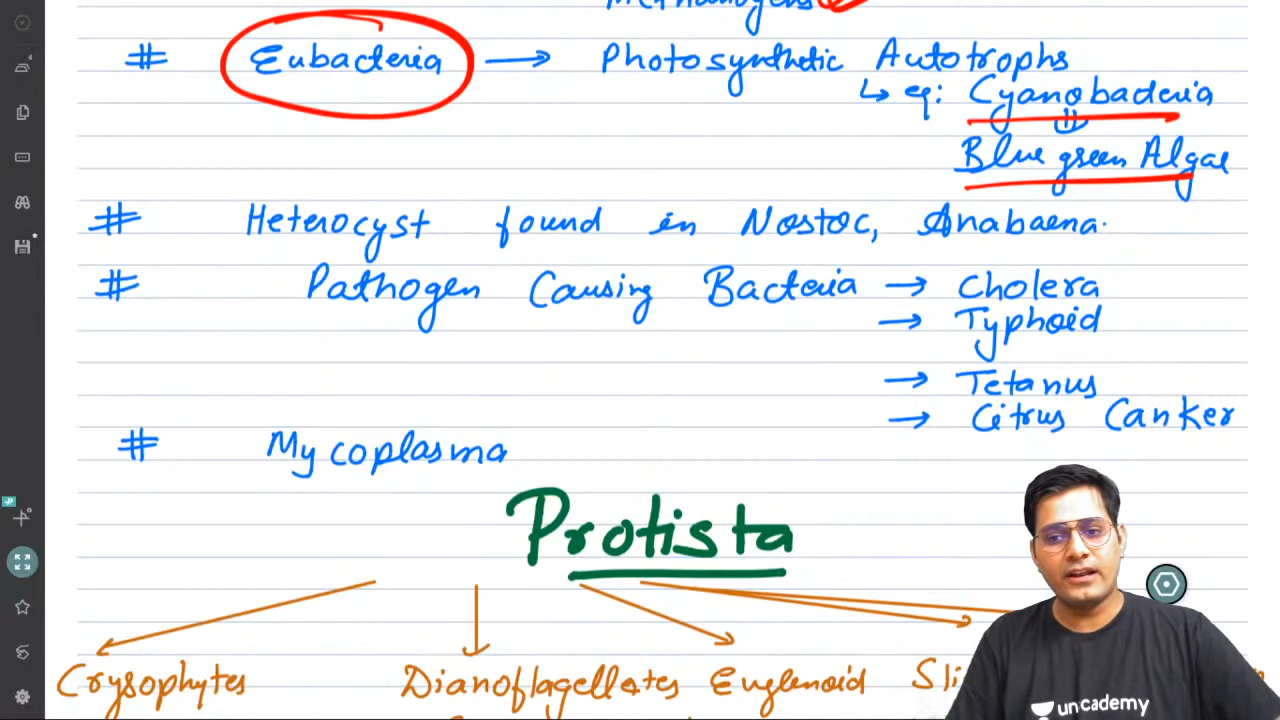 Methanogens
# Eubacteria → Photosynthetic Autotrophs
↳ eg: Cyanobacteria
Blue green Algae
# Heterocyst found in Nostoc, Anabaena.
# Pathogen Causing Bacteria → Cholera
→ Typhoid
→ Tetanus
→ Citrus Canker
# Mycoplasma
Protista
Crysophytes Dianoflagellates Euglenoid
unacademy